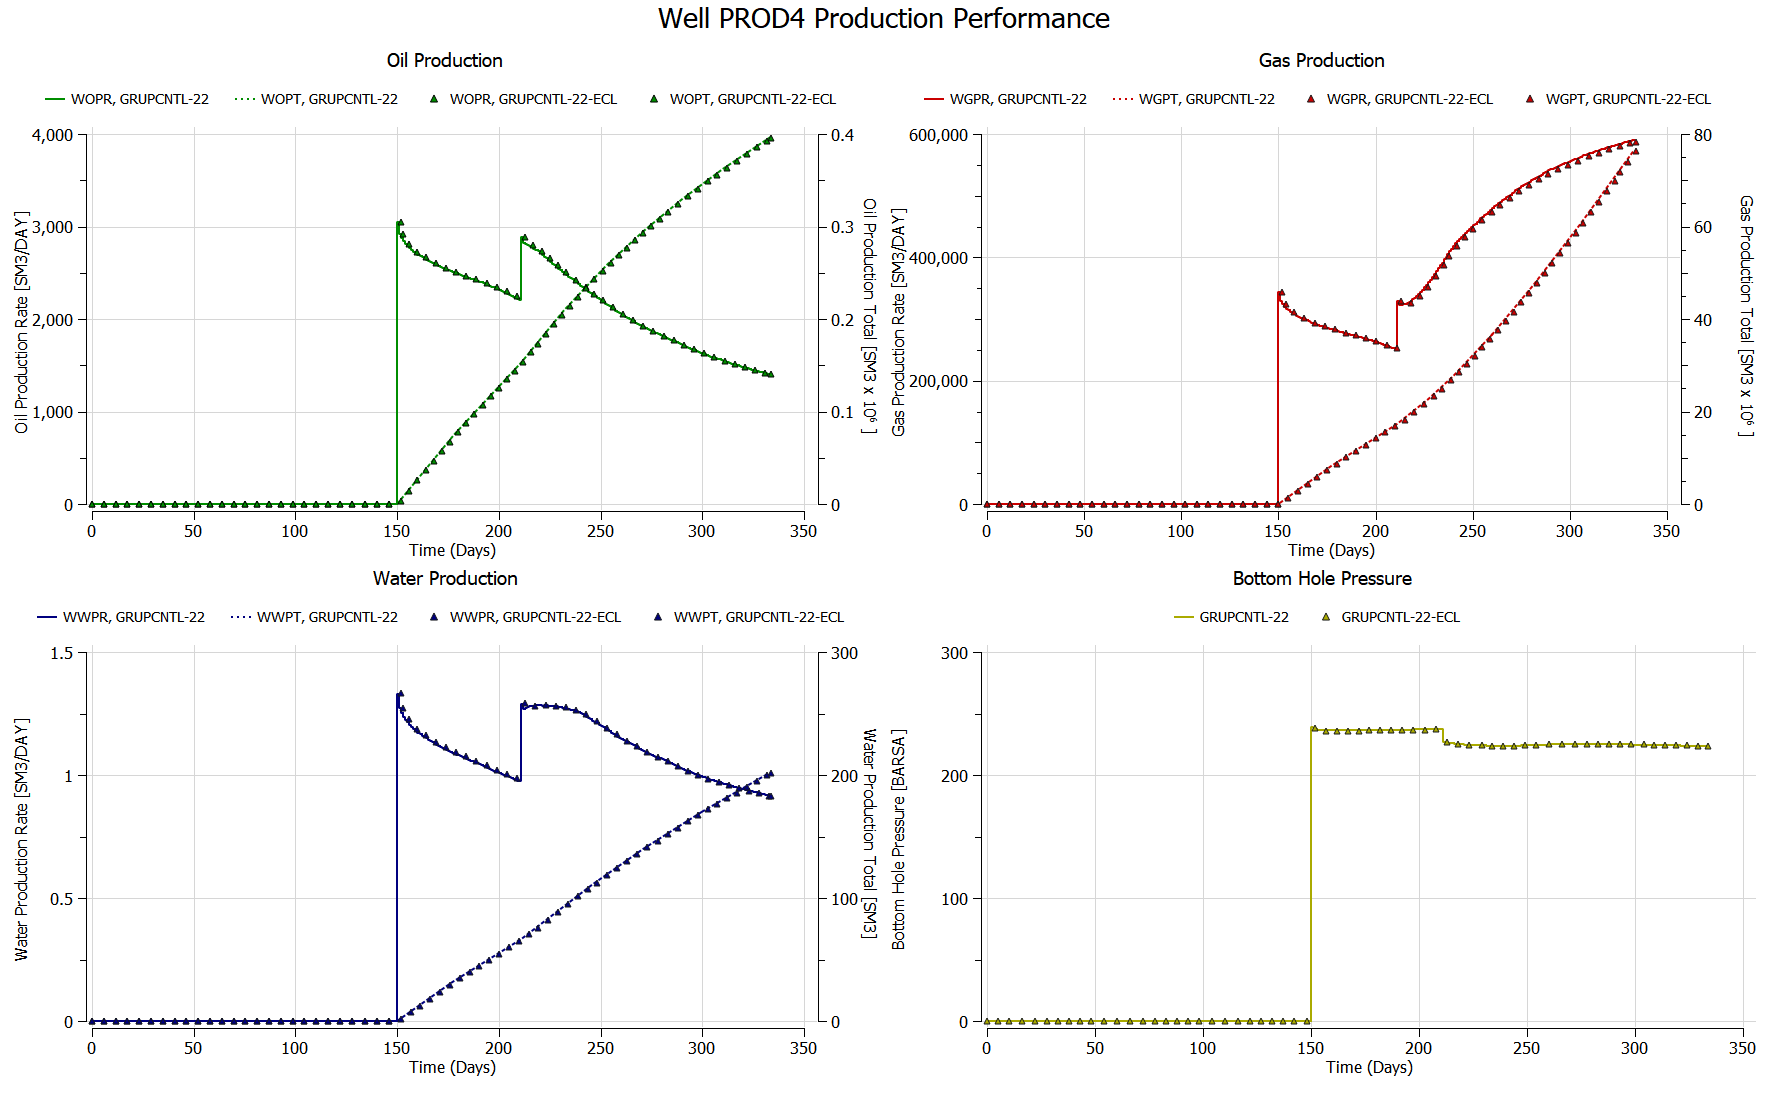 Well PROD4 Production Performance
Oil Production
WOPR, GRUPCNTL-22 WOPT, GRUPCNTL-22 WOPR, GRUPCNTL-22-ECL WOPT, GRUPCNTL-22-ECL
4,000
3,000
2,000
1,000
0
Oil Production Rate [SM3/DAY]
0.4
0.3
0.2
0.1
0
Oil Production Total [SM3 x 10⁶ ]
0 50 100 150 200 250 300 350
Time (Days)
Gas Production
WGPR, GRUPCNTL-22 WGPT, GRUPCNTL-22 WGPR, GRUPCNTL-22-ECL WGPT, GRUPCNTL-22-ECL
600,000
400,000
200,000
0
Gas Production Rate [SM3/DAY]
80
60
40
20
0
Gas Production Total [SM3 x 10⁶ ]
0 50 100 150 200 250 300 350
Time (Days)
Water Production
WWPR, GRUPCNTL-22 WWPT, GRUPCNTL-22 WWPR, GRUPCNTL-22-ECL WWPT, GRUPCNTL-22-ECL
1.5
1
0.5
0
Water Production Rate [SM3/DAY]
300
200
100
0
Water Production Total [SM3]
0 50 100 150 200 250 300 350
Time (Days)
Bottom Hole Pressure
GRUPCNTL-22 GRUPCNTL-22-ECL
300
200
100
0
Bottom Hole Pressure [BARSA]
0 50 100 150 200 250 300 350
Time (Days)